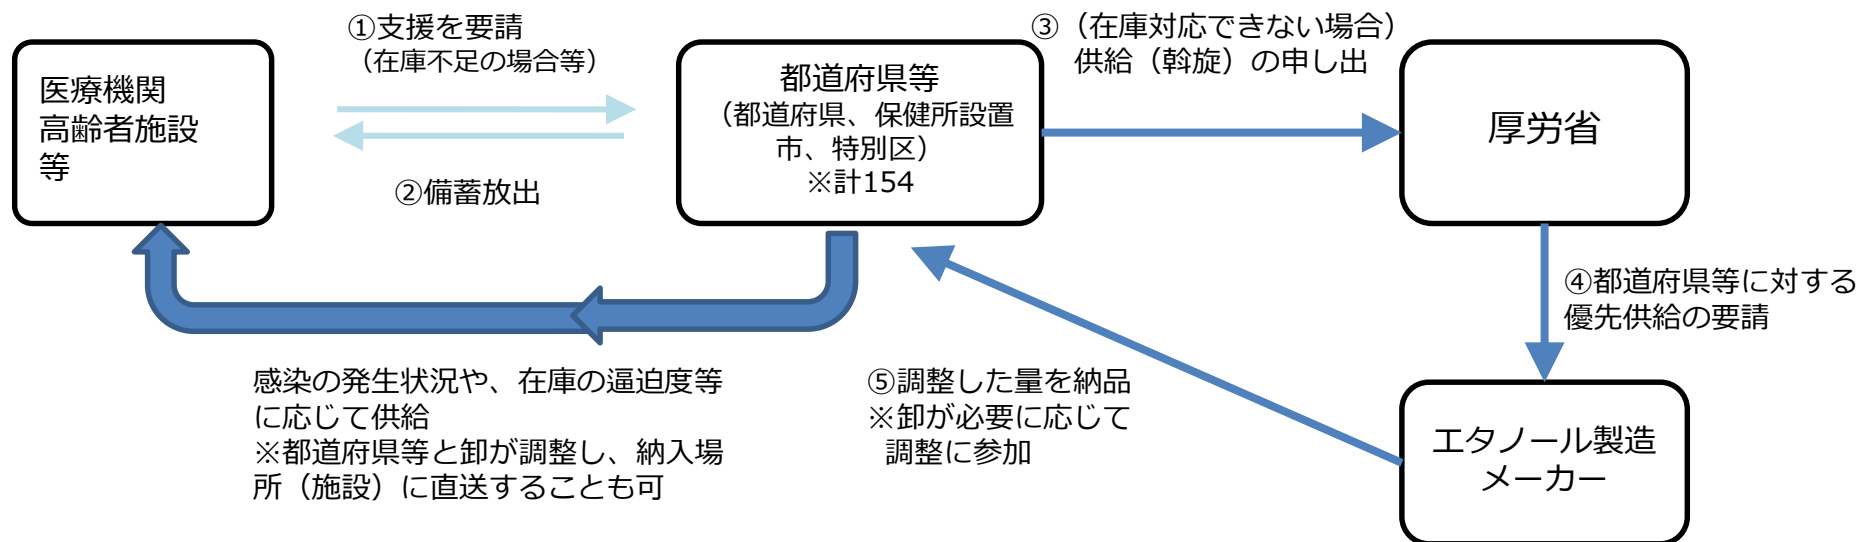 ①支援を要請
（在庫不足の場合等）
③（在庫対応できない場合）
供給（斡旋）の申し出
医療機関
高齢者施設
等
都道府県等
（都道府県、保健所設置
市、特別区）
※計154
厚労省
②備蓄放出
④都道府県等に対する
優先供給の要請
感染の発生状況や、在庫の逼迫度等
に応じて供給
※都道府県等と卸が調整し、納入場
所（施設）に直送することも可
⑤調整した量を納品
※卸が必要に応じて
調整に参加
エタノール製造
メーカー